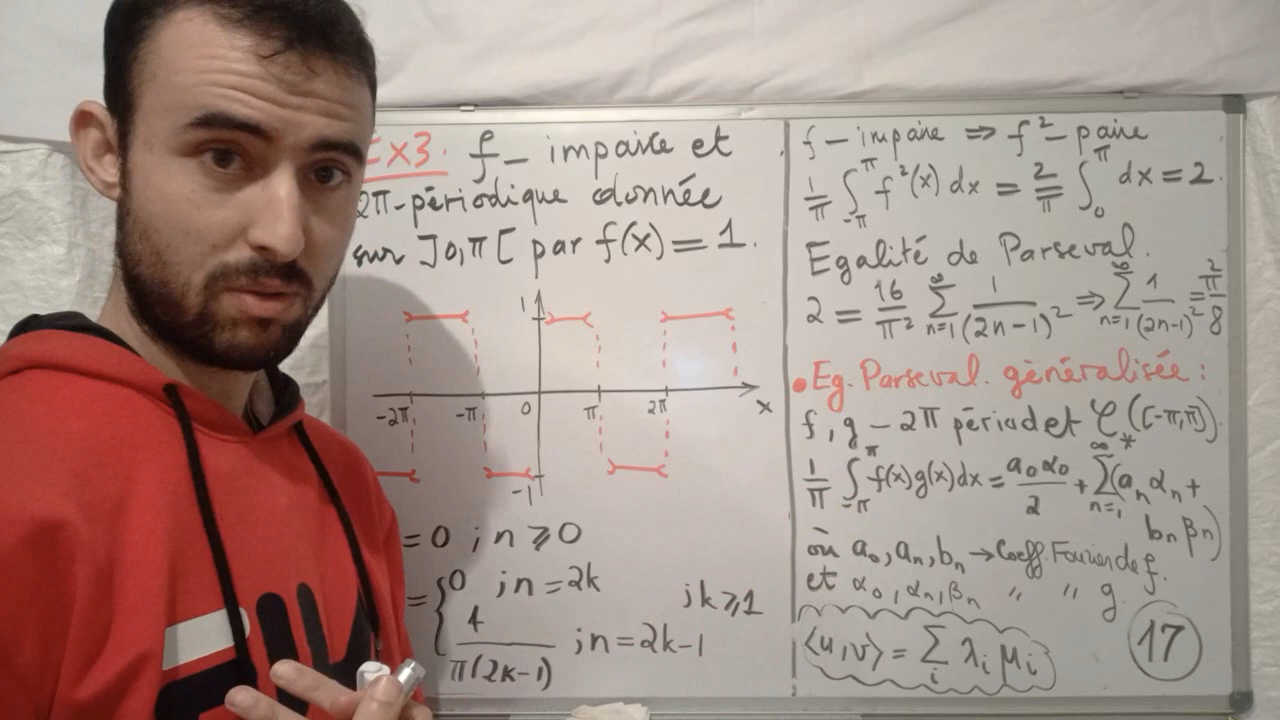 Ex3. f- impaire et
2π-périodique donnée
sur ]0,π[ par f(x) = 1.
1
-2π -π 0 π 2π x
-1
= 0 ; n ≥ 0
= { 0 ; n = 2k
4/(π(2k-1)) ; n = 2k-1 ; k ≥ 1
f - impaire ⇒ f² - paire
1/π ∫_{-π}^{π} f²(x) dx = 2/π ∫_0^π dx = 2.
Egalité de Parseval.
2 = 16/π² ∑_{n=1}^∞ 1/(2n-1)² ⇒ ∑_{n=1}^∞ 1/(2n-1)² = π²/8
• Eg. Parseval. gènèralisée :
f, g - 2π périod et C_*([-π,π]).
1/π ∫_{-π}^{π} f(x)g(x)dx = a₀α₀/2 + ∑_{n=1}^∞ (aₙαₙ +
bₙβₙ)
où a₀, aₙ, bₙ → Coeff. Fourier de f.
et α₀, αₙ, βₙ " " g.
⟨u,v⟩ = ∑_i λᵢ μᵢ
17